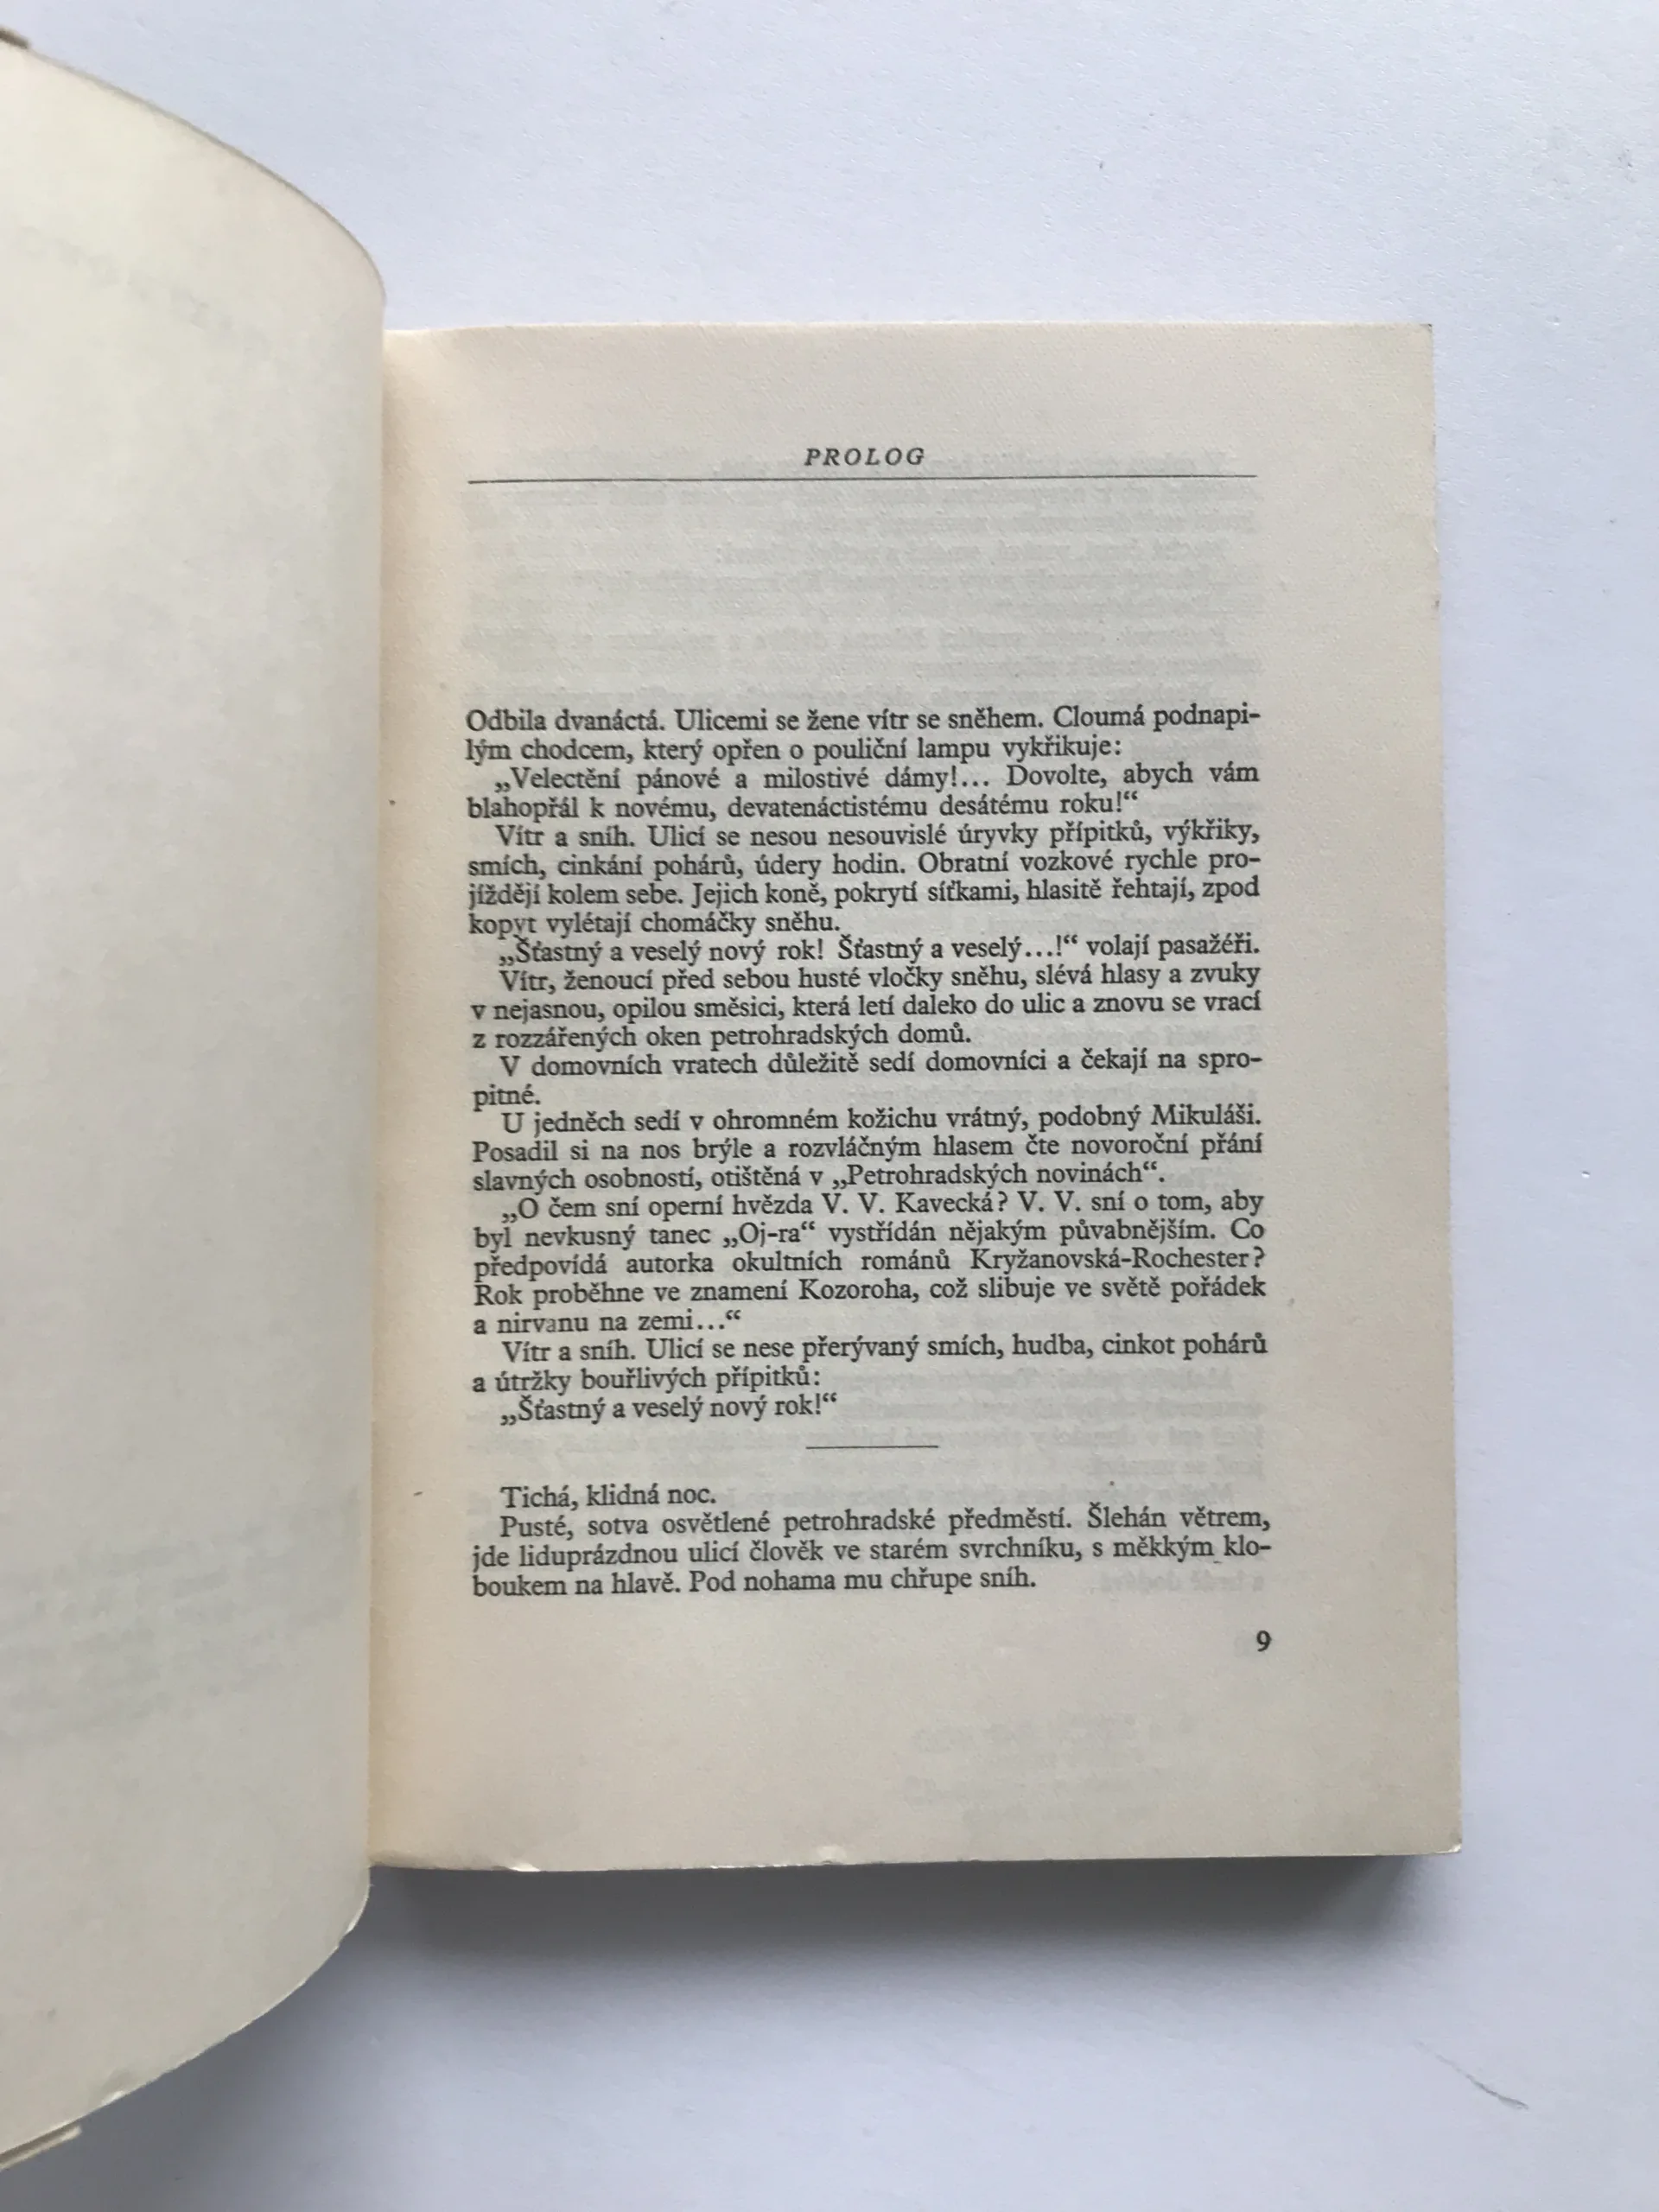 PROLOG
Odbila dvanáctá. Ulicemi se žene vítr se sněhem. Cloumá podnapi-
lým chodcem, který opřen o pouliční lampu vykřikuje:
„Velectění pánové a milostivé dámy!... Dovolte, abych vám
blahopřál k novému, devatenáctistému desátému roku!“
Vítr a sníh. Ulicí se nesou nesouvislé úryvky přípitků, výkřiky,
smích, cinkání pohárů, údery hodin. Obratní vozkové rychle pro-
jíždějí kolem sebe. Jejich koně, pokrytí síťkami, hlasitě řehtají, zpod
kopyt vylétají chomáčky sněhu.
„Šťastný a veselý nový rok! Šťastný a veselý...!“ volají pasažéři.
Vítr, ženoucí před sebou husté vločky sněhu, slévá hlasy a zvuky
v nejasnou, opilou směsici, která letí daleko do ulic a znovu se vrací
z rozzářených oken petrohradských domů.
V domovních vratech důležitě sedí domovníci a čekají na spro-
pitné.
U jedněch sedí v ohromném kožichu vrátný, podobný Mikuláši.
Posadil si na nos brýle a rozvláčným hlasem čte novoroční přání
slavných osobností, otištěná v „Petrohradských novinách“.
„O čem sní operní hvězda V. V. Kavecká? V. V. sní o tom, aby
byl nevkusný tanec „Oj-ra“ vystřídán nějakým půvabnějším. Co
předpovídá autorka okultních románů Kryžanovská-Rochester?
Rok proběhne ve znamení Kozoroha, což slibuje ve světě pořádek
a nirvanu na zemi...“
Vítr a sníh. Ulicí se nese přerývaný smích, hudba, cinkot pohárů
a útržky bouřlivých přípitků:
„Šťastný a veselý nový rok!“
Tichá, klidná noc.
Pusté, sotva osvětlené petrohradské předměstí. Šlehán větrem,
jde liduprázdnou ulicí člověk ve starém svrchníku, s měkkým klo-
boukem na hlavě. Pod nohama mu chřupe sníh.
9